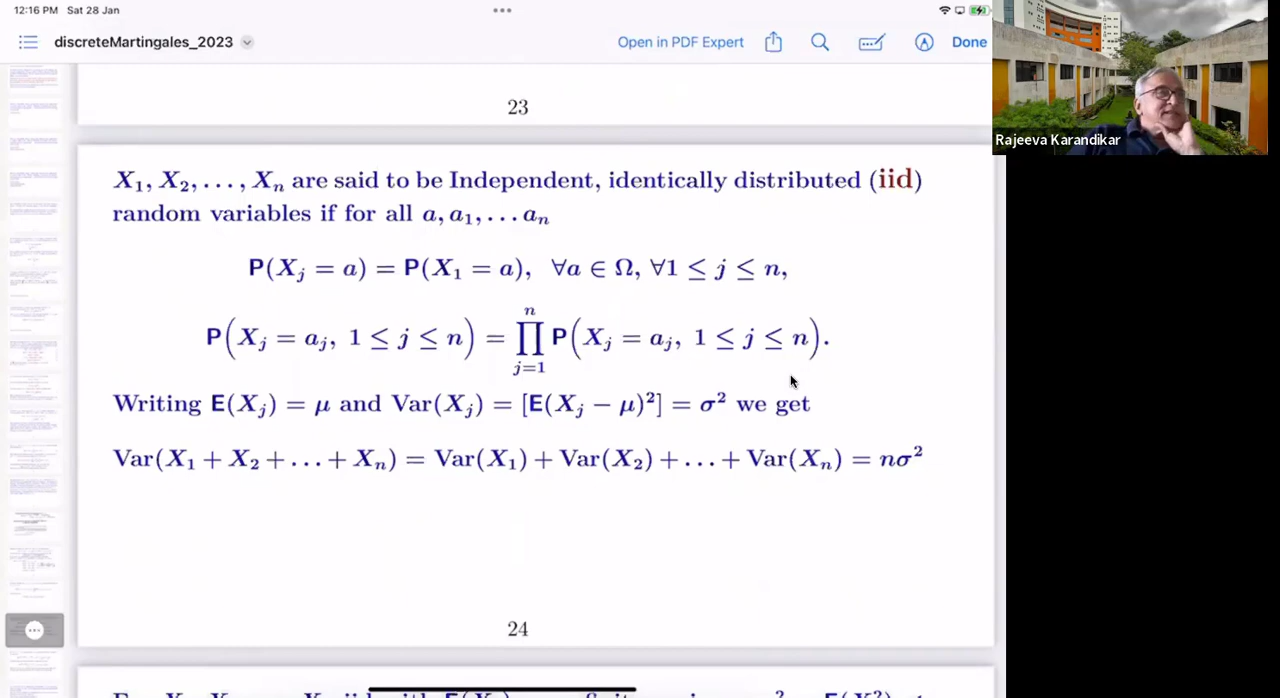 12:16 PM Sat 28 Jan
discreteMartingales_2023
Open in PDF Expert
Done
Rajeeva Karandikar
23
X₁, X₂, . . . , Xₙ are said to be Independent, identically distributed (iid)
random variables if for all a, a₁, . . . aₙ
P(Xⱼ = a) = P(X₁ = a), ∀a ∈ Ω, ∀1 ≤ j ≤ n,
P(Xⱼ = aⱼ, 1 ≤ j ≤ n) = ∏ⱼ₌₁ⁿ P(Xⱼ = aⱼ, 1 ≤ j ≤ n).
Writing E(Xⱼ) = μ and Var(Xⱼ) = [E(Xⱼ − μ)²] = σ² we get
Var(X₁ + X₂ + . . . + Xₙ) = Var(X₁) + Var(X₂) + . . . + Var(Xₙ) = nσ²
24